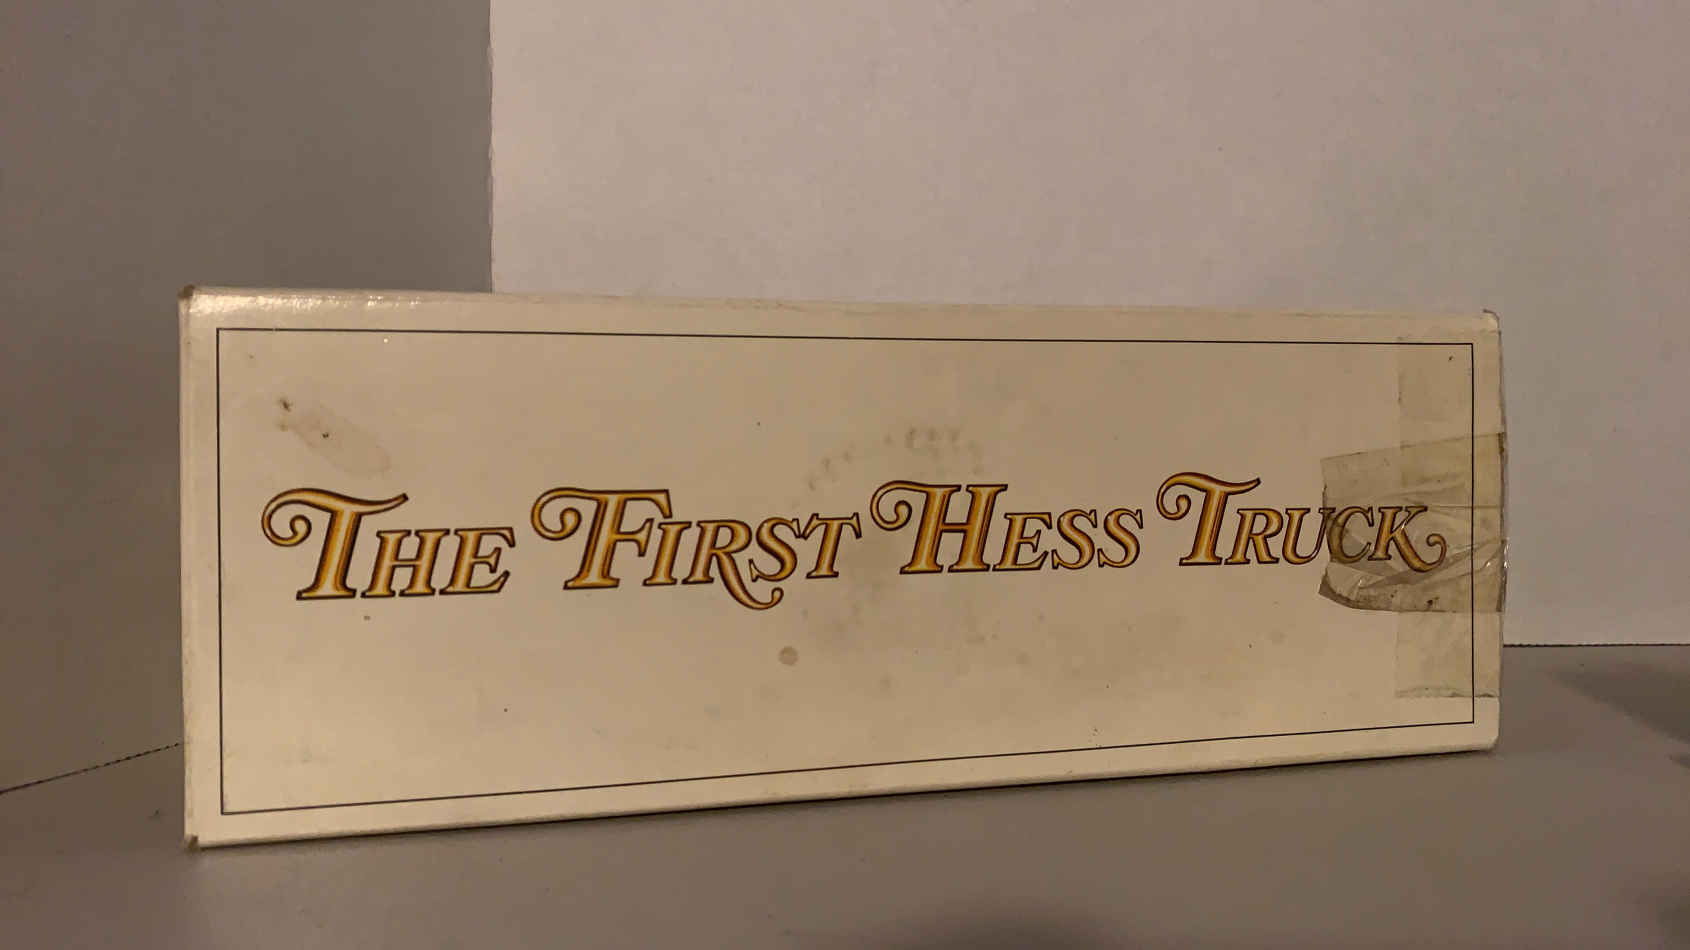 THE FIRST HESS TRUCK